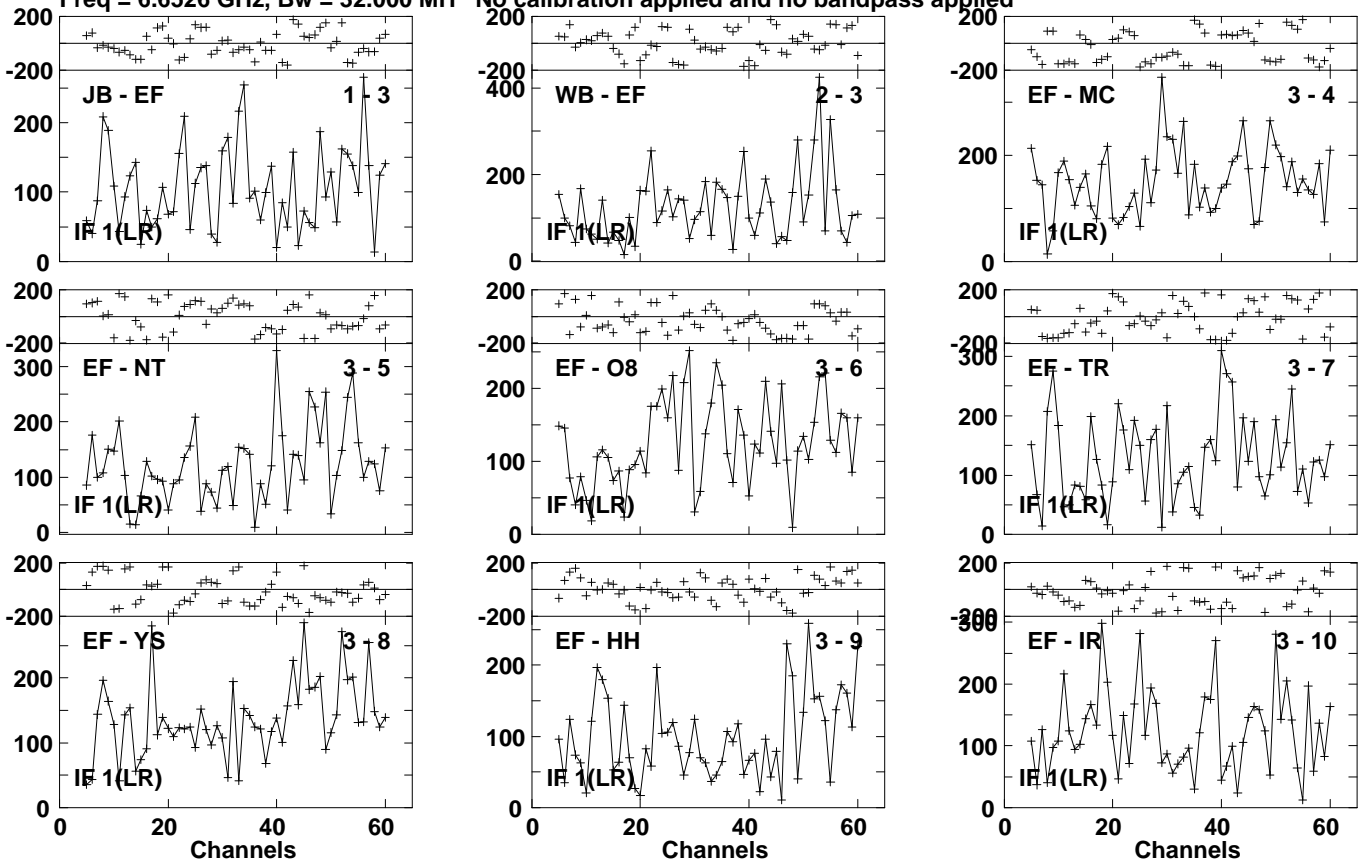 Freq = 6.6526 GHz, Bw = 32.000 MH No calibration applied and no bandpass applied
200
-200
JB - EF 1 - 3
200
100
0
IF 1(LR)
200
-200
WB - EF 2 - 3
400
200
0
IF 1(LR)
200
-200
EF - MC 3 - 4
200
0
IF 1(LR)
200
-200
EF - NT 3 - 5
300
200
100
0
IF 1(LR)
200
-200
EF - O8 3 - 6
200
100
0
IF 1(LR)
200
-200
EF - TR 3 - 7
300
200
100
0
IF 1(LR)
200
-200
EF - YS 3 - 8
200
100
0
IF 1(LR)
0 20 40 60
Channels
200
-200
EF - HH 3 - 9
200
100
0
IF 1(LR)
0 20 40 60
Channels
200
-200
EF - IR 3 - 10
300
200
100
0
IF 1(LR)
0 20 40 60
Channels